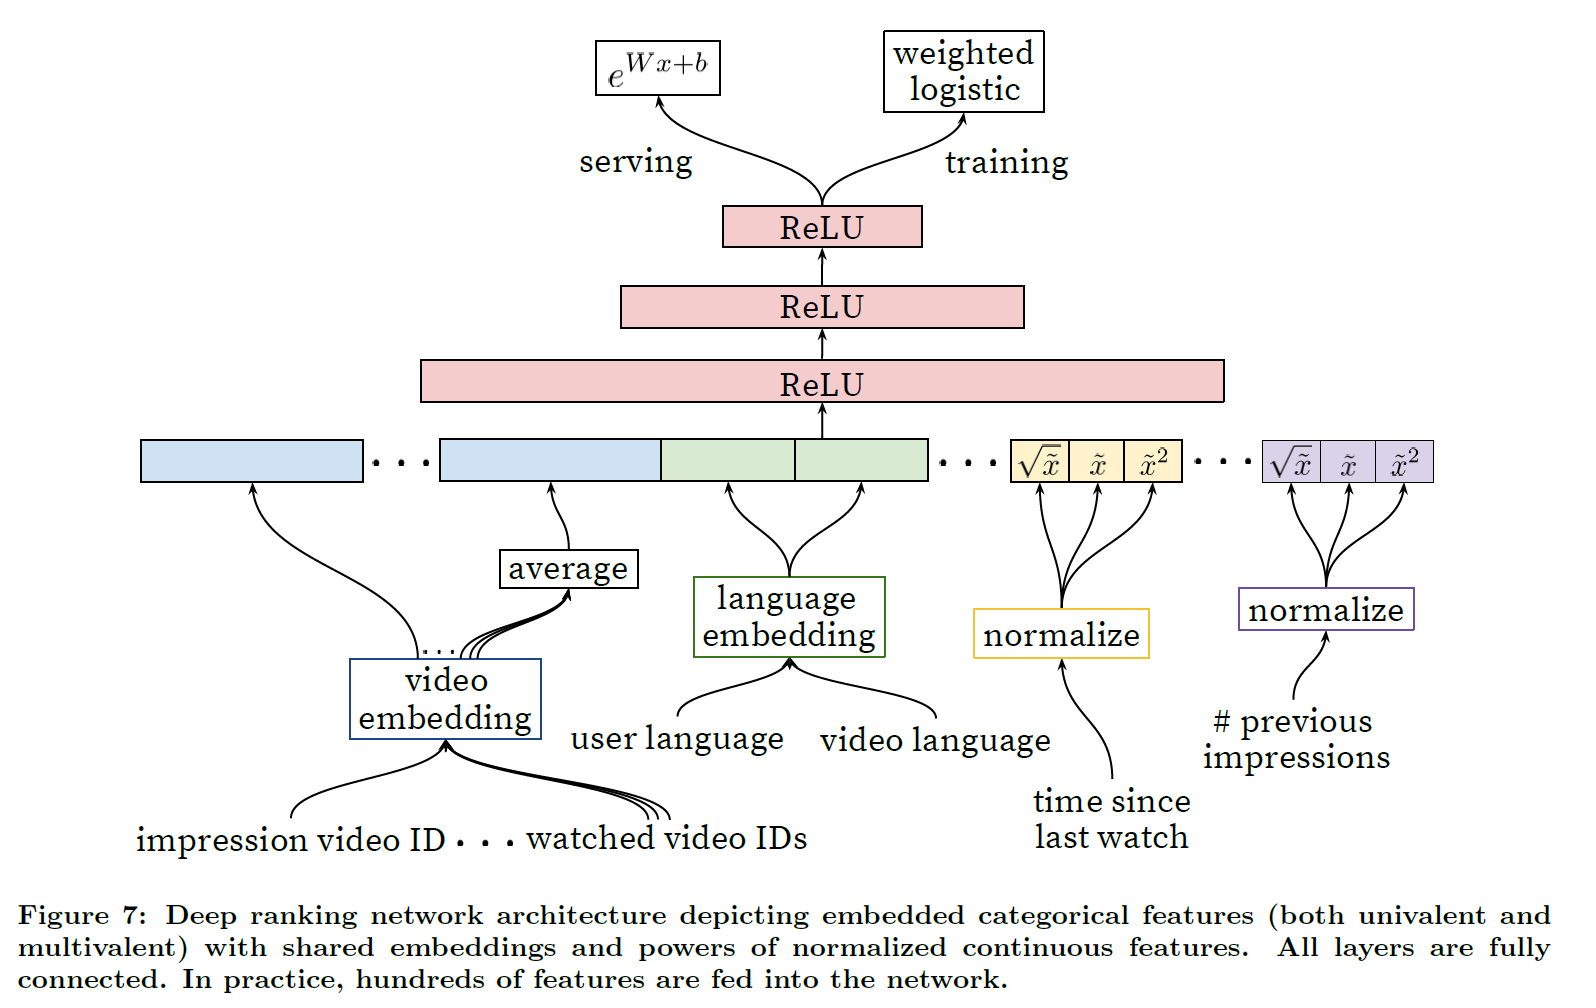 e^{Wx+b}
weighted
logistic
serving
training
ReLU
ReLU
ReLU
√x̃ x̃ x̃²
√x̃ x̃ x̃²
average
language
embedding
normalize
normalize
video
embedding
user language
video language
# previous
impressions
time since
last watch
impression video ID
watched video IDs
Figure 7: Deep ranking network architecture depicting embedded categorical features (both univalent and
multivalent) with shared embeddings and powers of normalized continuous features. All layers are fully
connected. In practice, hundreds of features are fed into the network.